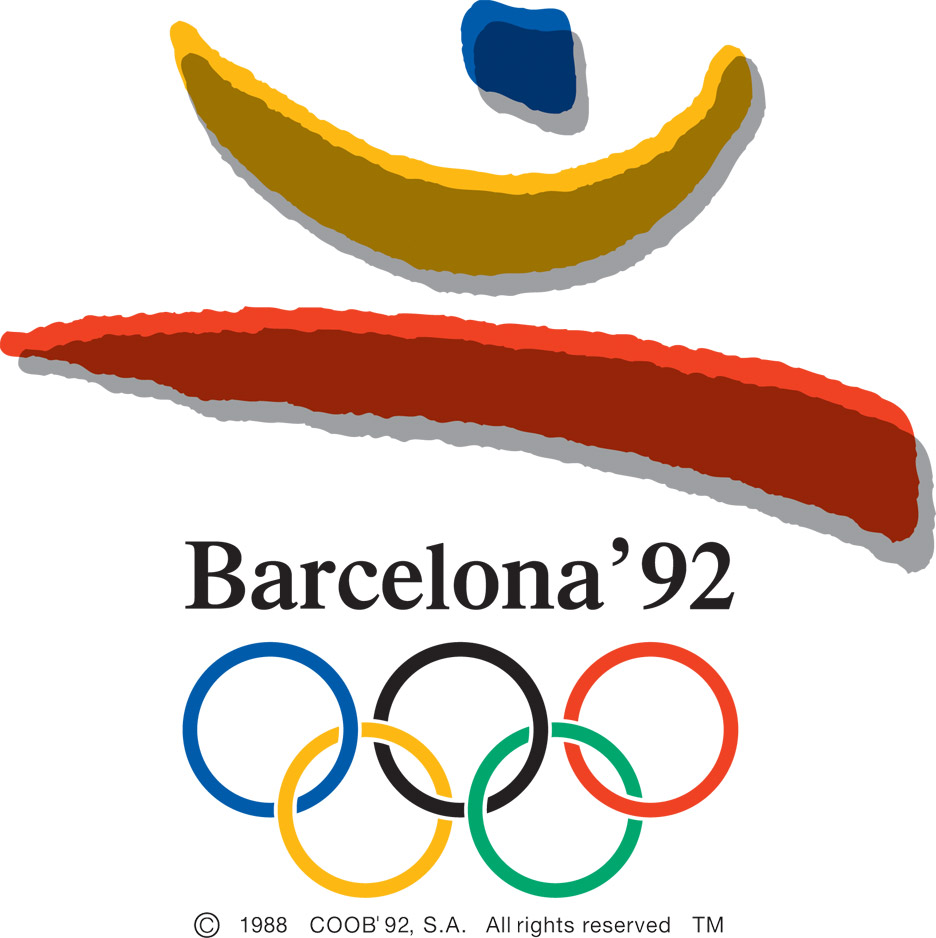 Barcelona’92
© 1988 COOB'92, S.A. All rights reserved TM